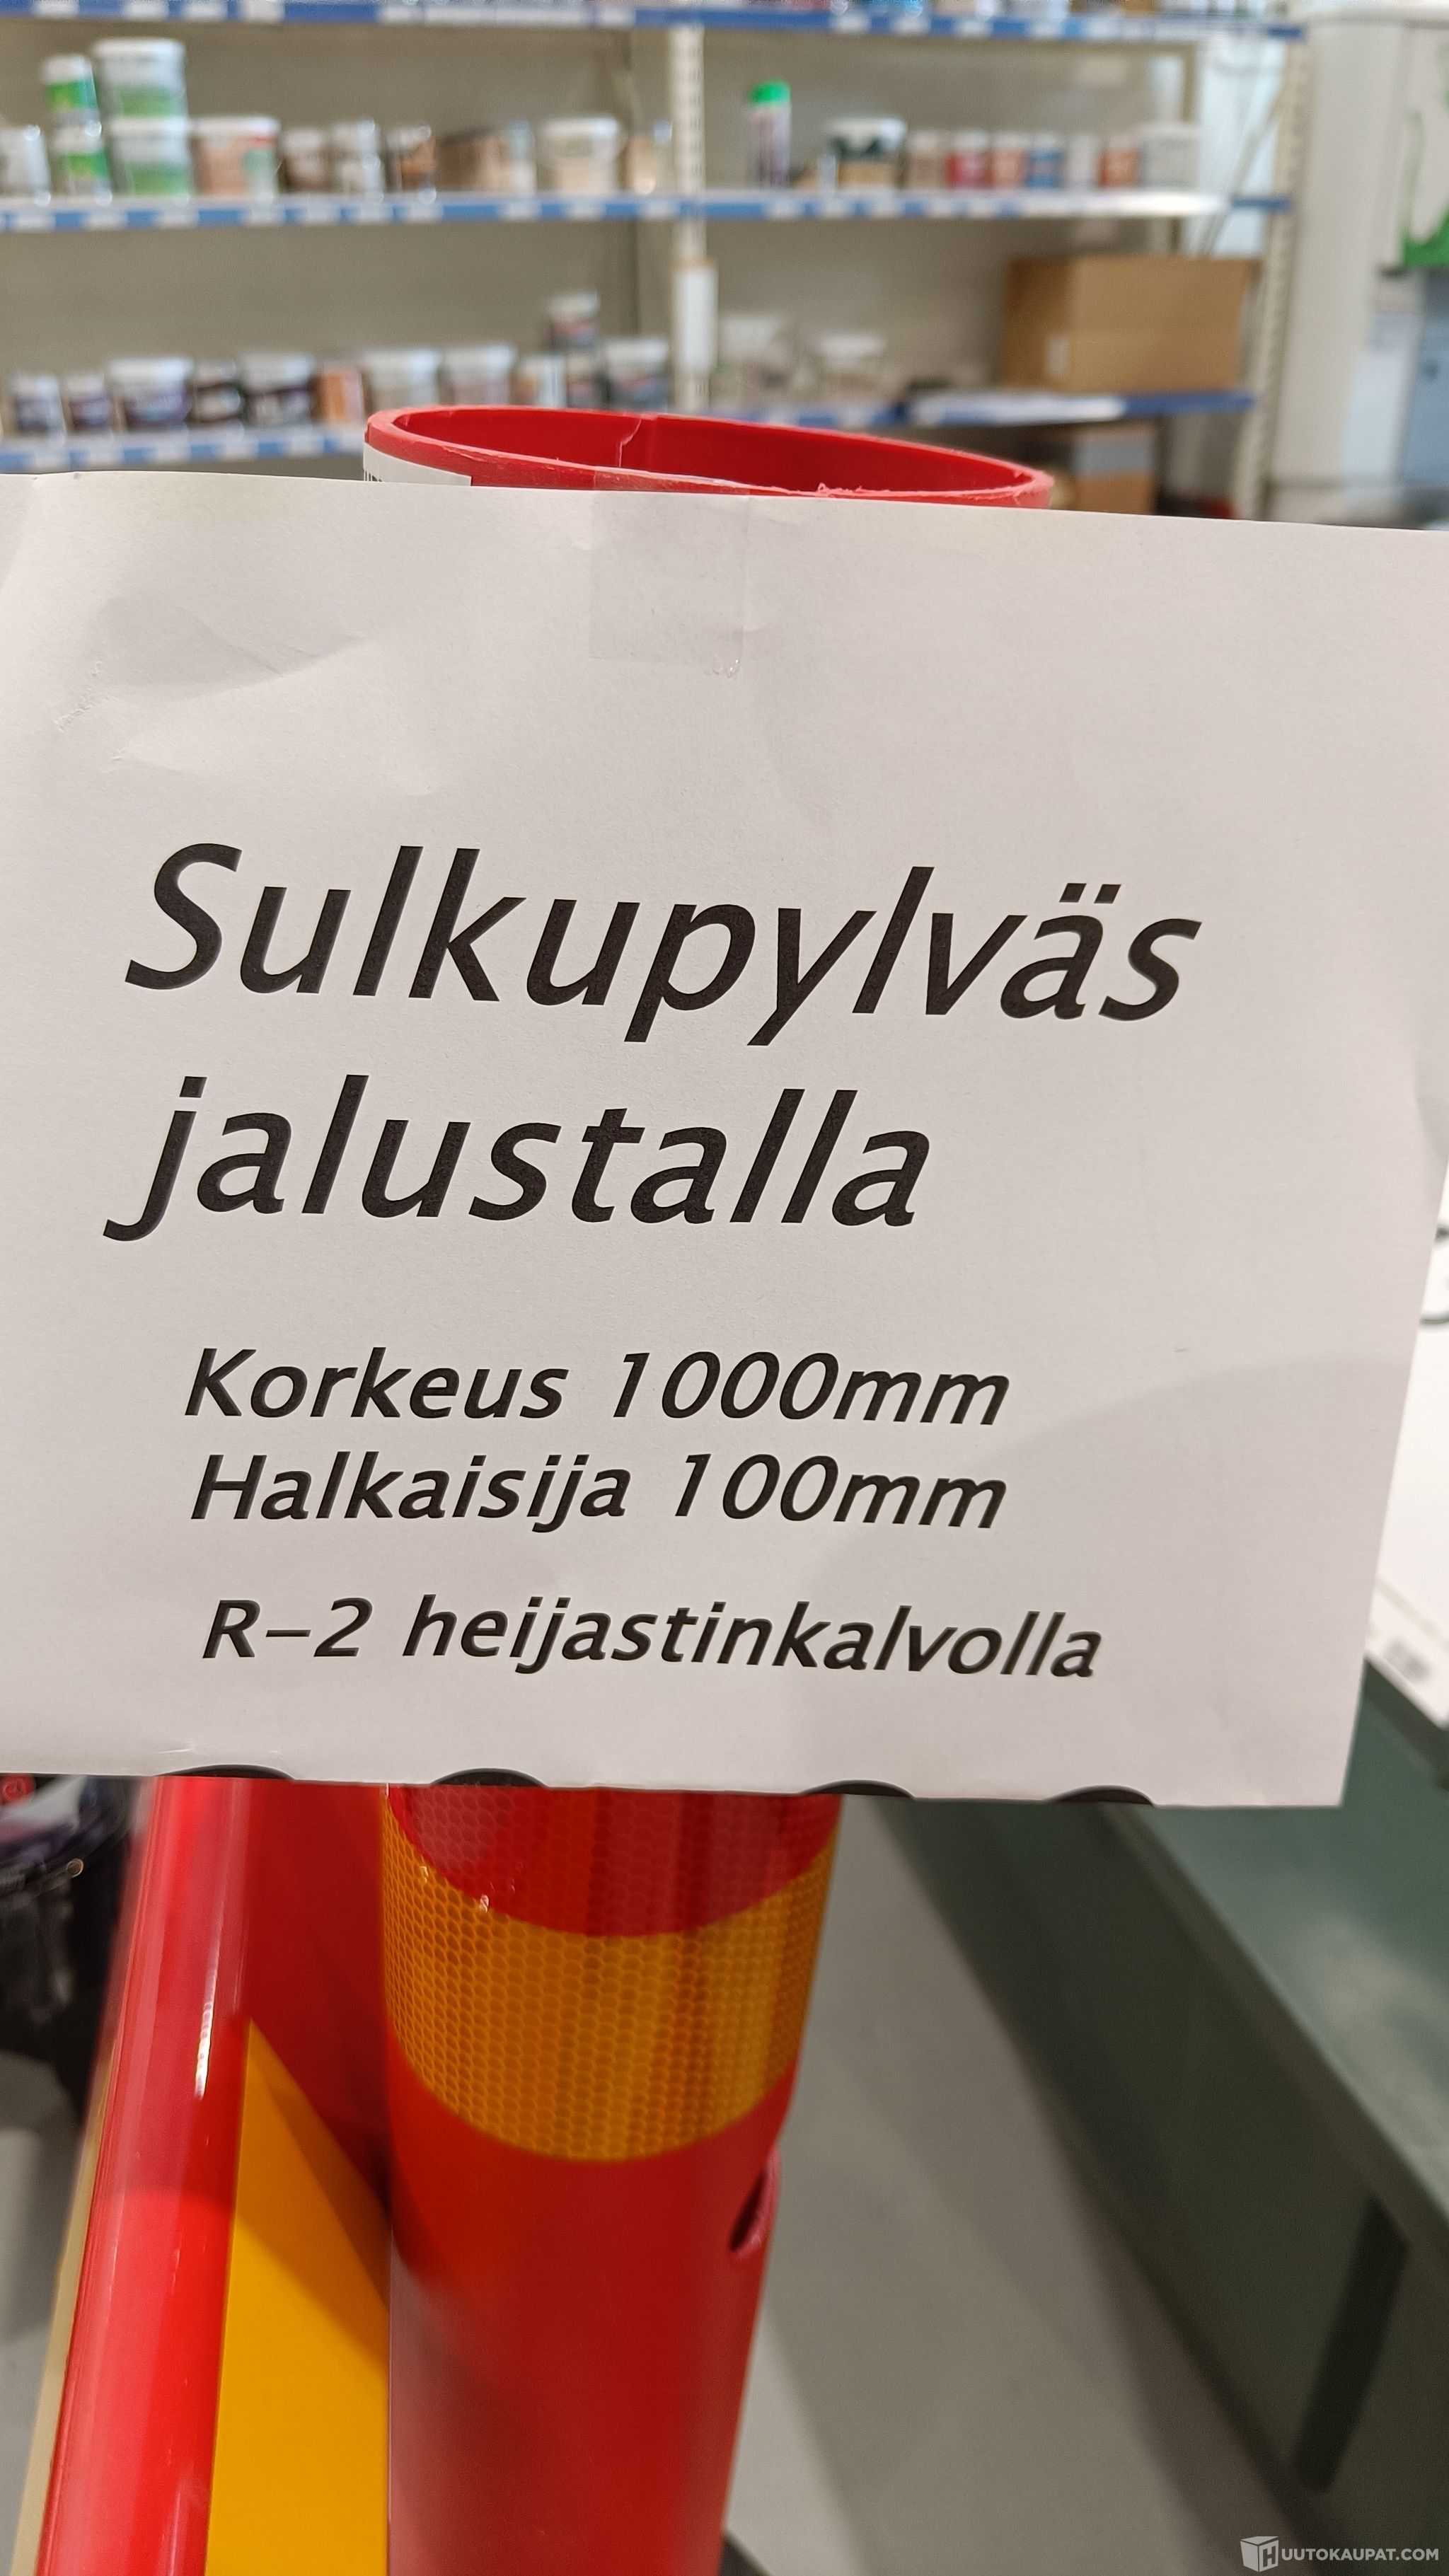 Sulkupylväs
jalustalla
Korkeus 1000mm
Halkaisija 100mm
R-2 heijastinkalvolla
HUUTOKAUPAT.COM